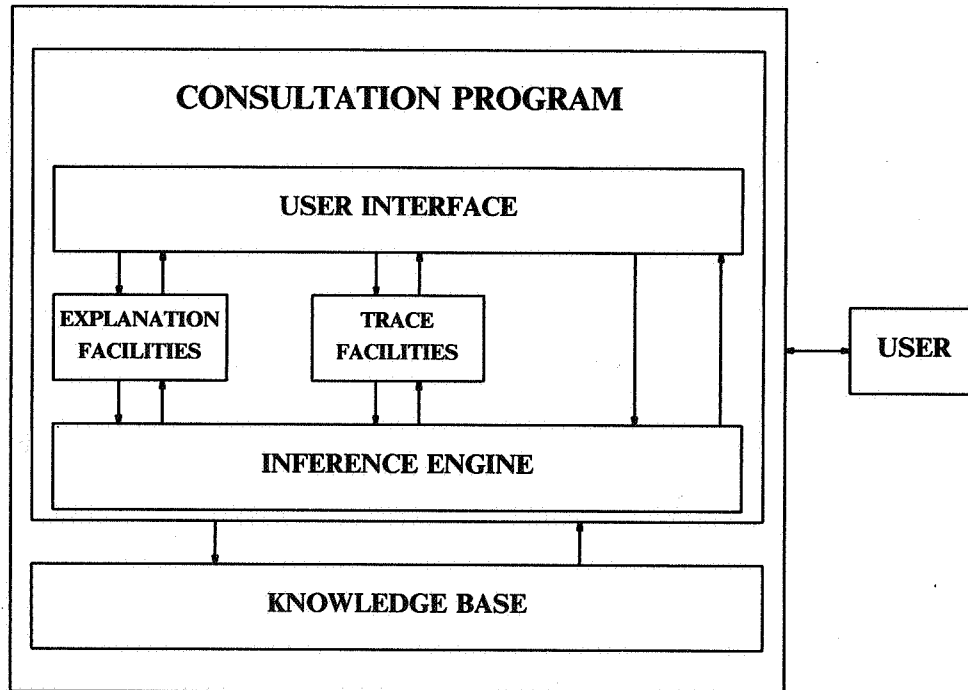 CONSULTATION PROGRAM
USER INTERFACE
EXPLANATION
FACILITIES
TRACE
FACILITIES
USER
INFERENCE ENGINE
KNOWLEDGE BASE